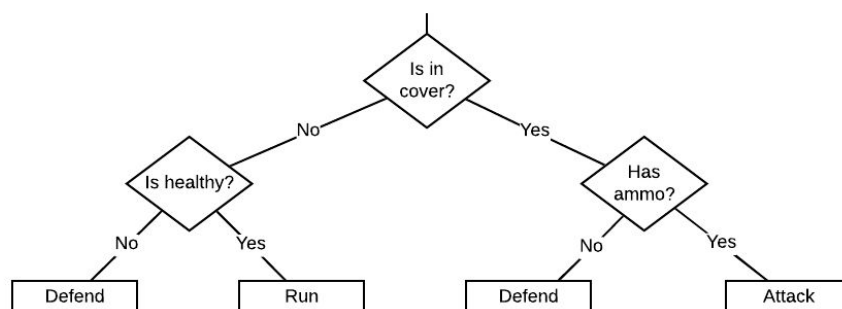 Is in
cover?
No
Yes
Is healthy?
Has
ammo?
No
Yes
No
Yes
Defend
Run
Defend
Attack